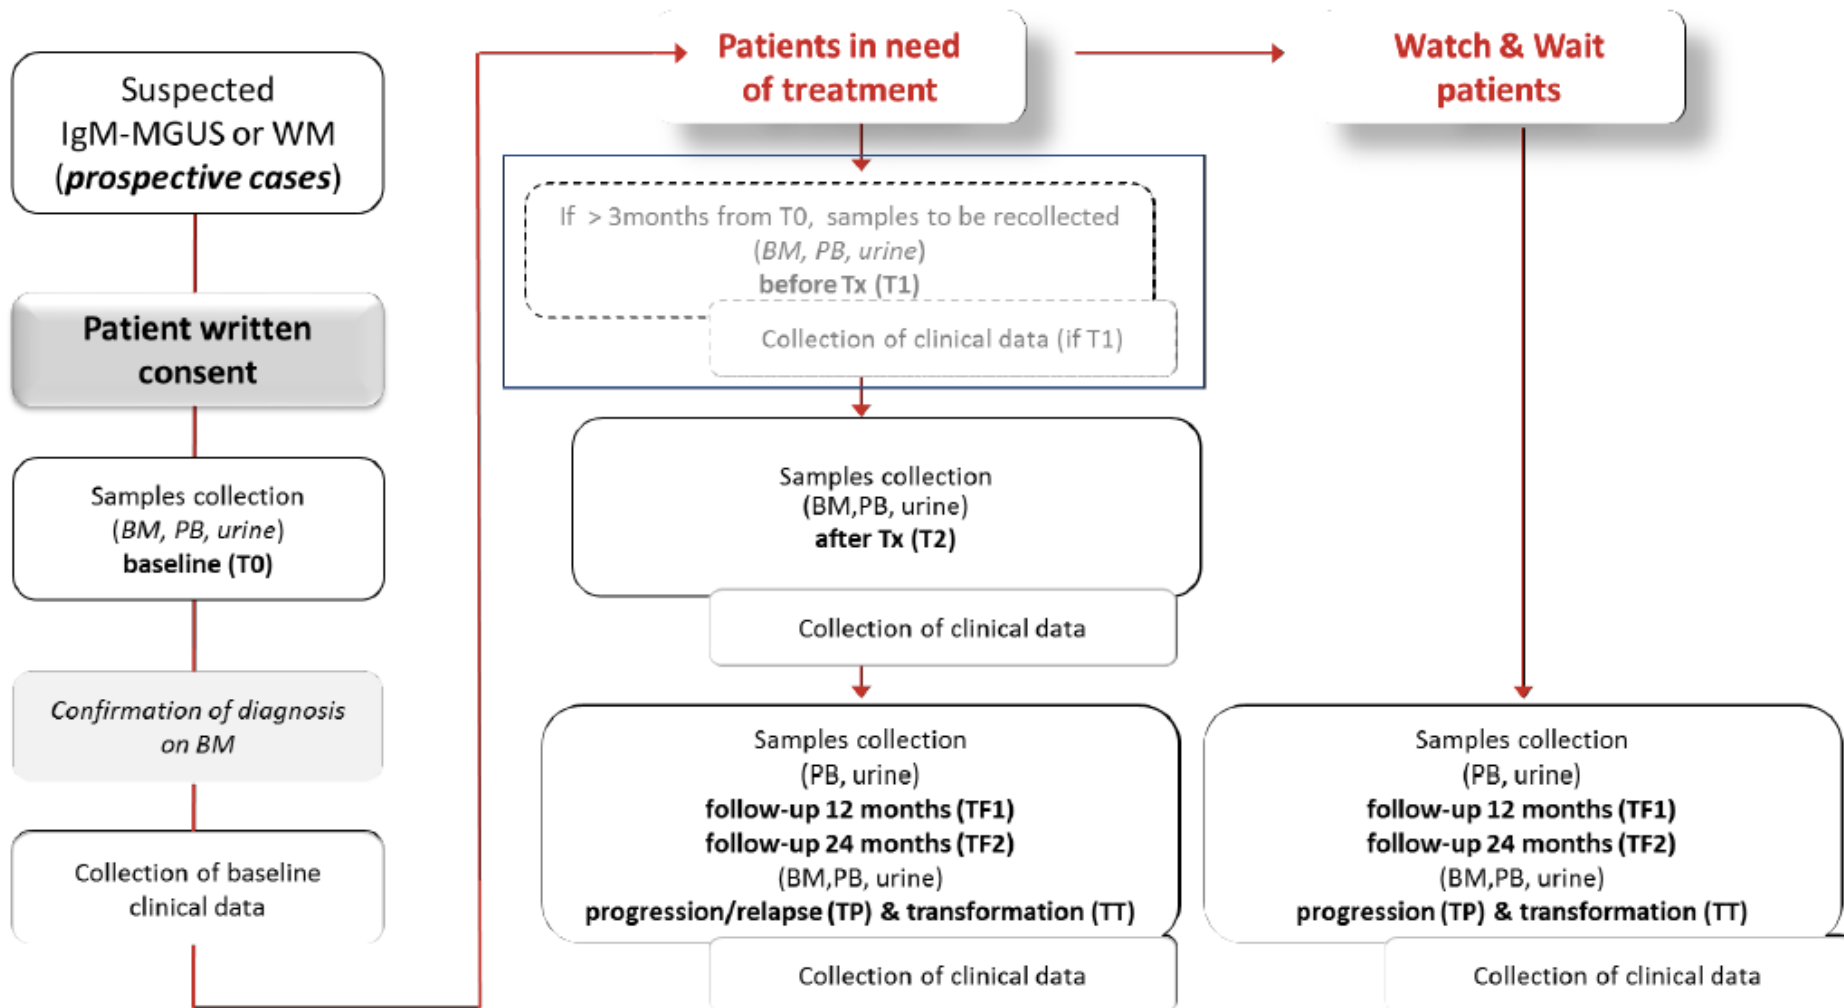 Suspected
IgM-MGUS or WM
(prospective cases)
Patient written
consent
Samples collection
(BM, PB, urine)
baseline (T0)
Confirmation of diagnosis
on BM
Collection of baseline
clinical data
Patients in need
of treatment
If > 3months from T0, samples to be recollected
(BM, PB, urine)
before Tx (T1)
Collection of clinical data (if T1)
Samples collection
(BM,PB, urine)
after Tx (T2)
Collection of clinical data
Samples collection
(PB, urine)
follow-up 12 months (TF1)
follow-up 24 months (TF2)
(BM,PB, urine)
progression/relapse (TP) & transformation (TT)
Collection of clinical data
Watch & Wait
patients
Samples collection
(PB, urine)
follow-up 12 months (TF1)
follow-up 24 months (TF2)
(BM,PB, urine)
progression (TP) & transformation (TT)
Collection of clinical data